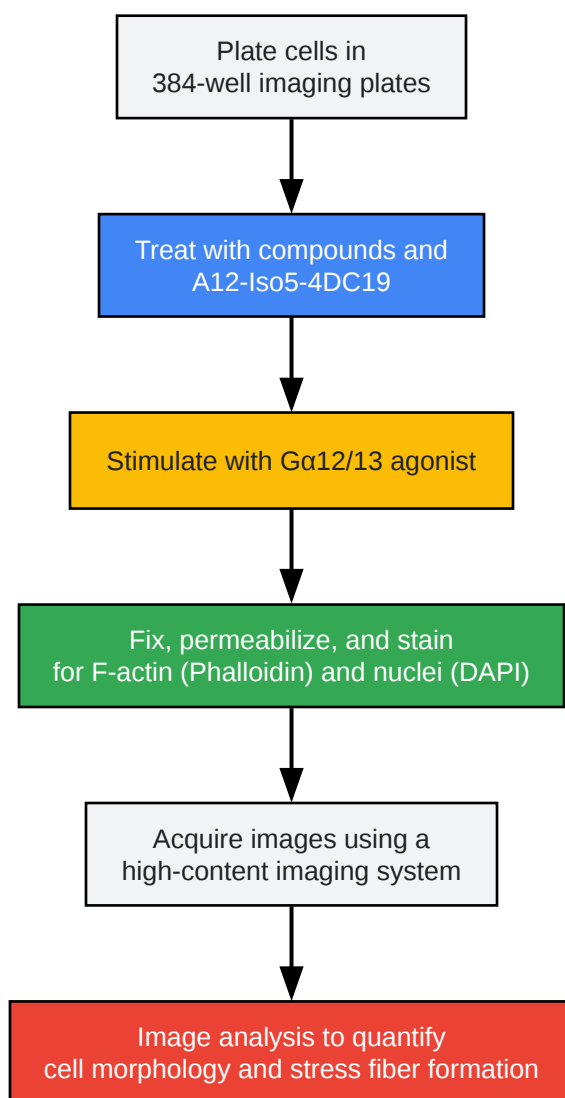 Plate cells in
384-well imaging plates
Treat with compounds and
A12-Iso5-4DC19
Stimulate with Gα12/13 agonist
Fix, permeabilize, and stain
for F-actin (Phalloidin) and nuclei (DAPI)
Acquire images using a
high-content imaging system
Image analysis to quantify
cell morphology and stress fiber formation